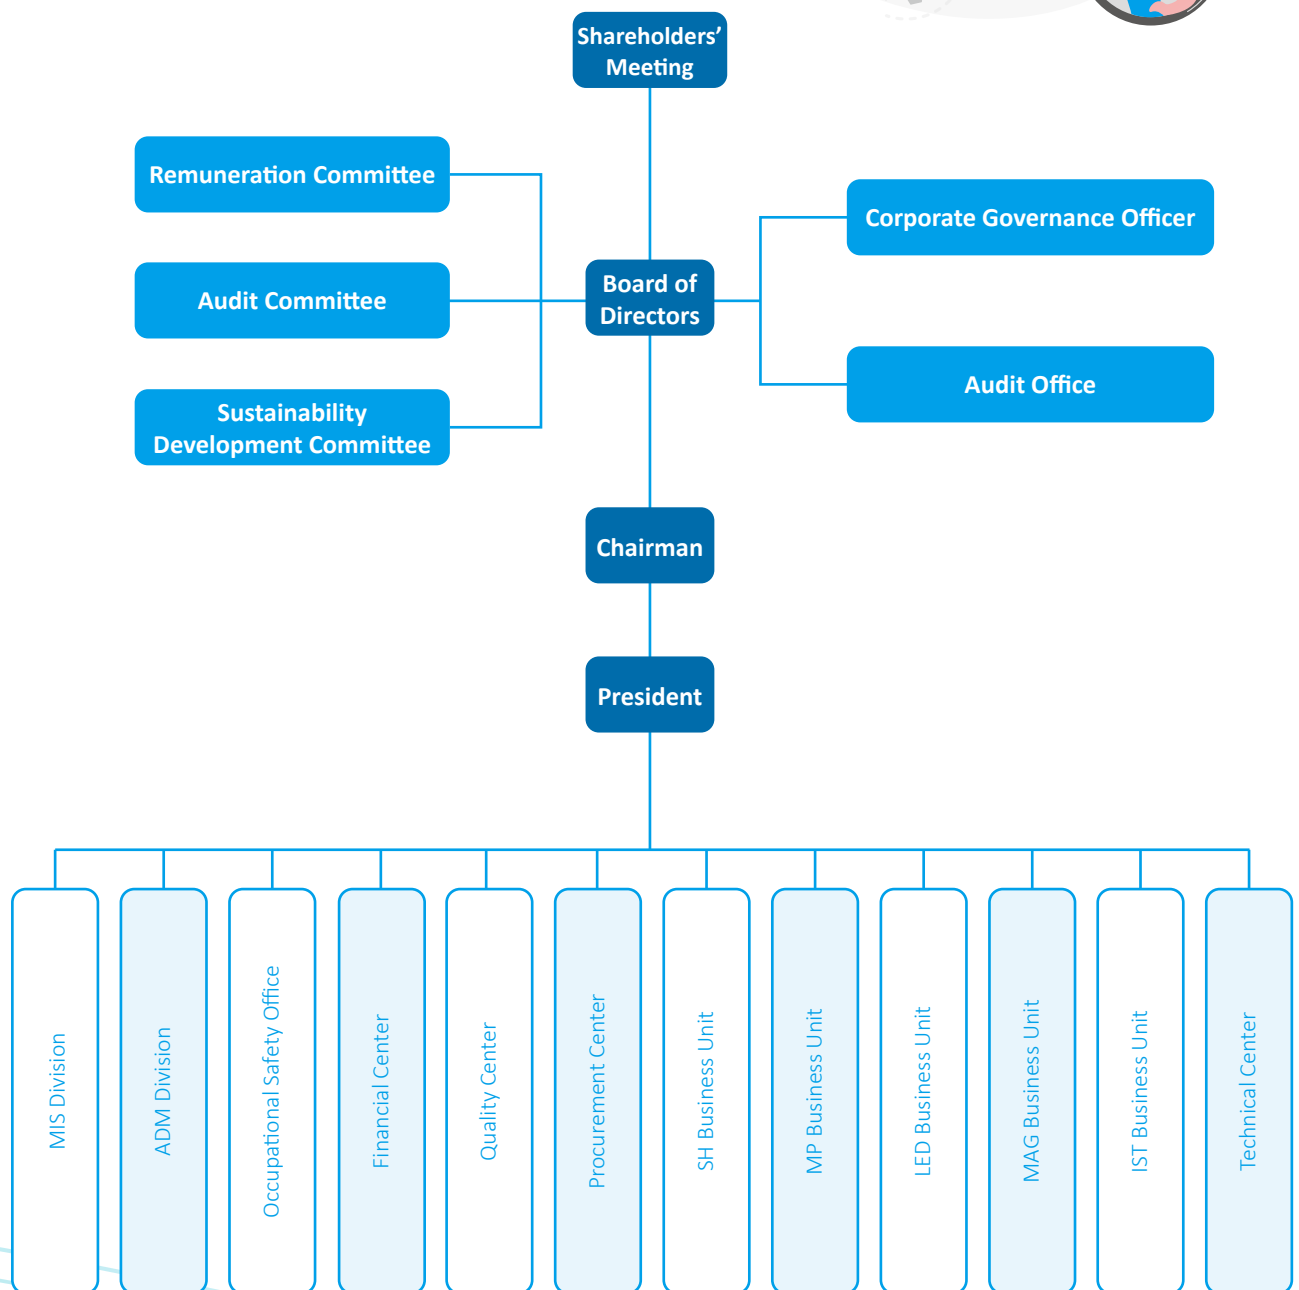 Shareholders’
Meeting
Remuneration Committee
Corporate Governance Officer
Board of
Directors
Audit Committee
Audit Office
Sustainability
Development Committee
Chairman
President
MIS Division
ADM Division
Occupational Safety Office
Financial Center
Quality Center
Procurement Center
SH Business Unit
MP Business Unit
LED Business Unit
MAG Business Unit
IST Business Unit
Technical Center